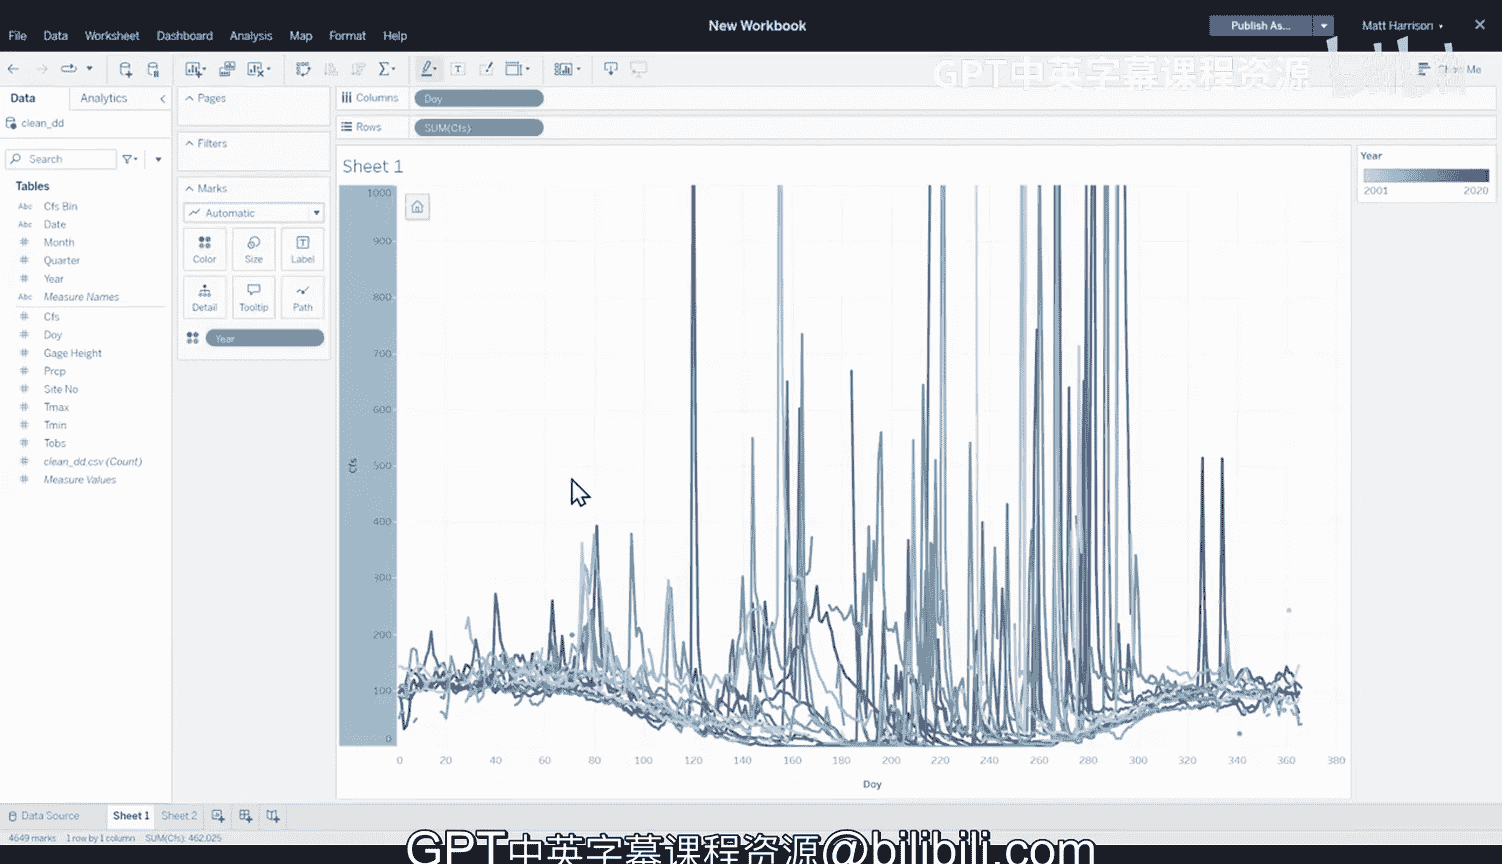 New Workbook
Publish As...
Matt Harrison
File Data Worksheet Dashboard Analysis Map Format Help
GPT中英字幕课程资源
Show Me
Data Analytics
clean_dd
Search
Tables
Abc Cfs Bin
Abc Date
# Month
# Quarter
# Year
Abc Measure Names
# Cfs
# Doy
# Gage Height
# Prcp
# Site No
# Tmax
# Tmin
# Tobs
# clean_dd.csv (Count)
# Measure Values
Pages
Filters
Marks
Automatic
Color Size Label
Detail Tooltip Path
Year
Columns Doy
Rows SUM(Cfs)
Sheet 1
1000
900
800
700
600
500
400
300
200
100
0
Cfs
0 20 40 60 80 100 120 140 160 180 200 220 240 260 280 300 320 340 360 380
Doy
Year
2001 2020
Data Source Sheet 1 Sheet 2
4649 marks 1 row by 1 column SUM(Cfs): 462,025
GPT中英字幕课程资源@bilibili.com